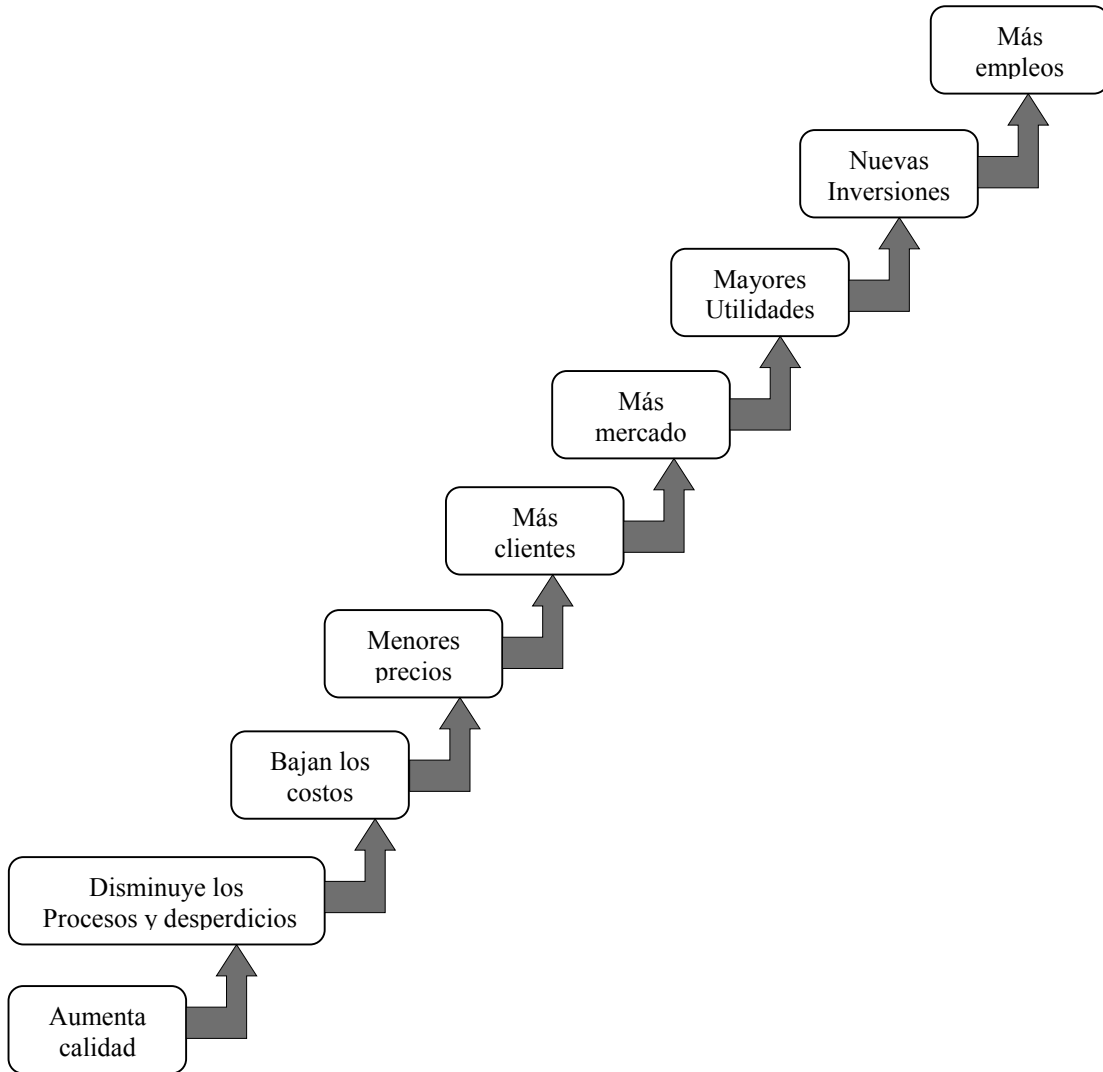 Más
empleos
Nuevas
Inversiones
Mayores
Utilidades
Más
mercado
Más
clientes
Menores
precios
Bajan los
costos
Disminuye los
Procesos y desperdicios
Aumenta
calidad